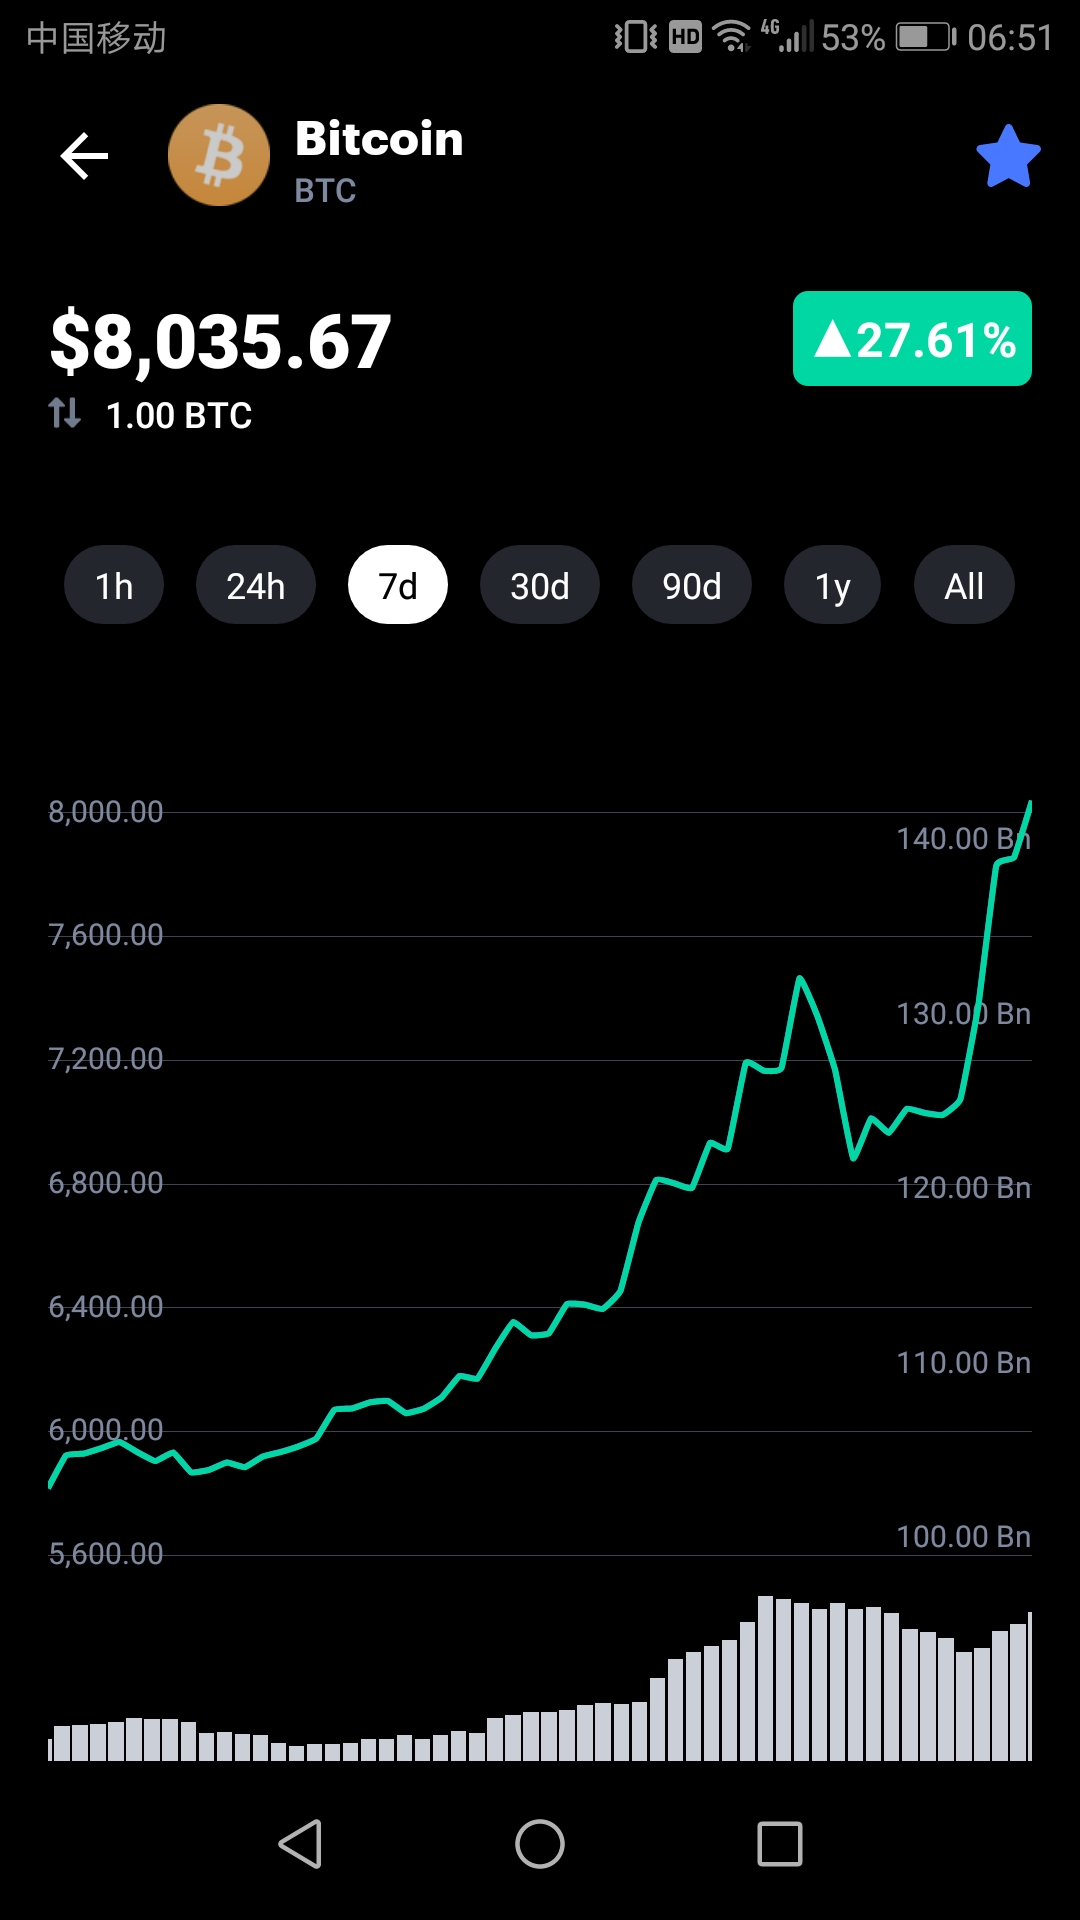 中国移动 HD 4G 53% 06:51
Bitcoin
BTC
$8,035.67
▲27.61%
1.00 BTC
1h 24h 7d 30d 90d 1y All
8,000.00
140.00 Bn
7,600.00
130.00 Bn
7,200.00
6,800.00
120.00 Bn
6,400.00
110.00 Bn
6,000.00
100.00 Bn
5,600.00